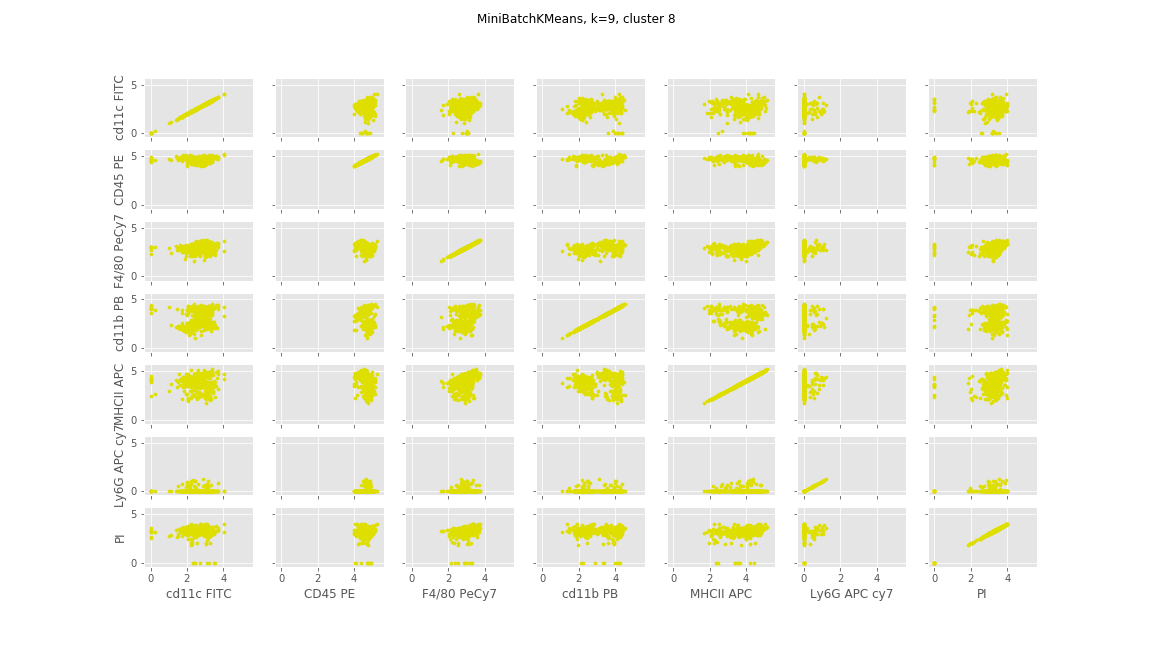 MiniBatchKMeans, k=9, cluster 8
cd11c FITC
5
0
CD45 PE
5
0
F4/80 PeCy7
5
0
cd11b PB
5
0
MHCII APC
5
0
Ly6G APC cy7
5
0
PI
5
0
0 2 4 0 2 4 0 2 4 0 2 4 0 2 4 0 2 4 0 2 4
cd11c FITC CD45 PE F4/80 PeCy7 cd11b PB MHCII APC Ly6G APC cy7 PI